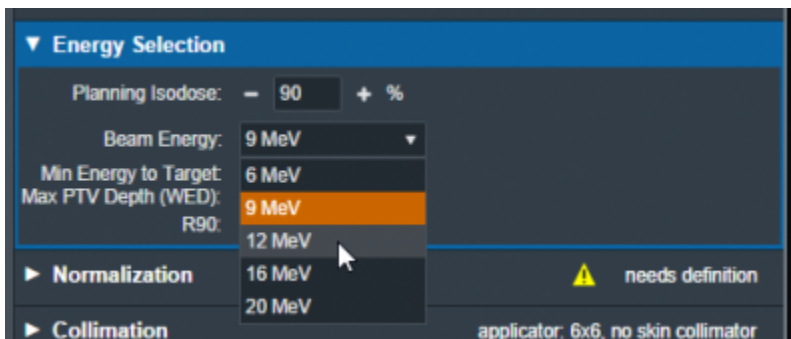 ▼ Energy Selection
Planning Isodose: − 90 + %
Beam Energy: 9 MeV ▼
Min Energy to Target: 6 MeV
Max PTV Depth (WED):
9 MeV
R90:
12 MeV
► Normalization 16 MeV needs definition
20 MeV
► Collimation applicator: 6x6, no skin collimator